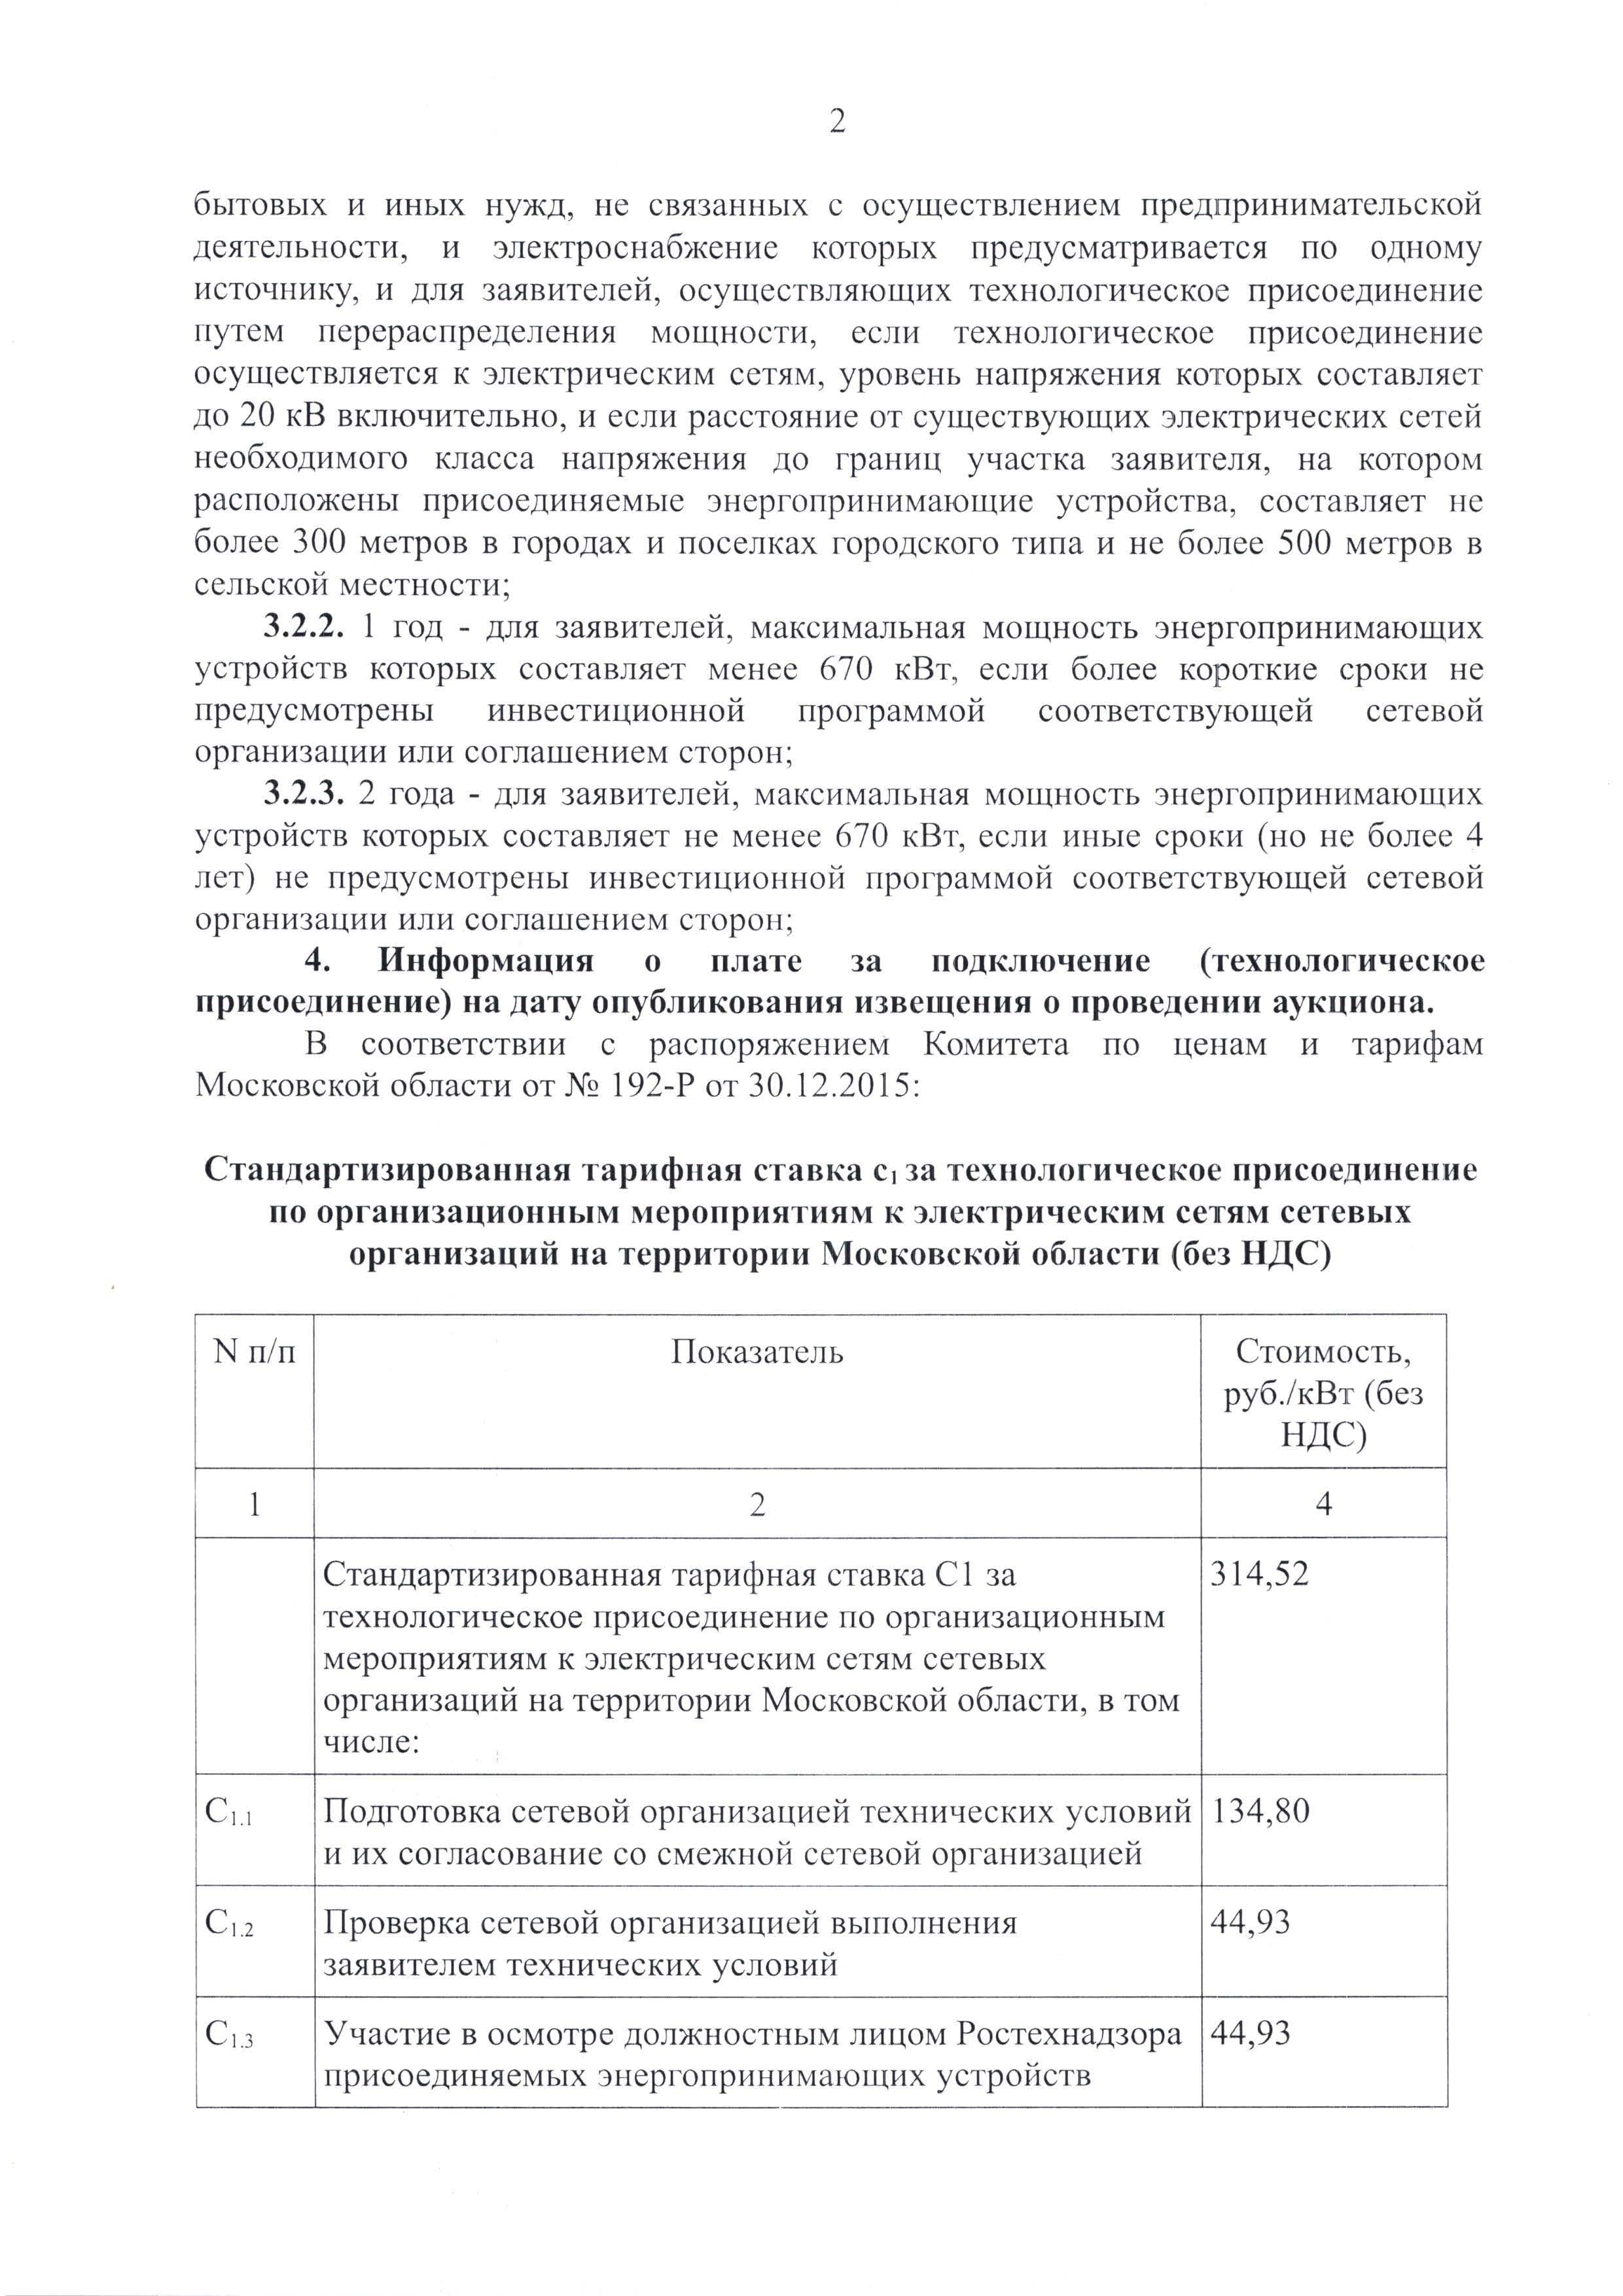 2
бытовых и иных нужд, не связанных с осуществлением предпринимательской
деятельности, и электроснабжение которых предусматривается по одному
источнику, и для заявителей, осуществляющих технологическое присоединение
путем перераспределения мощности, если технологическое присоединение
осуществляется к электрическим сетям, уровень напряжения которых составляет
до 20 кВ включительно, и если расстояние от существующих электрических сетей
необходимого класса напряжения до границ участка заявителя, на котором
расположены присоединяемые энергопринимающие устройства, составляет не
более 300 метров в городах и поселках городского типа и не более 500 метров в
сельской местности;
3.2.2. 1 год - для заявителей, максимальная мощность энергопринимающих
устройств которых составляет менее 670 кВт, если более короткие сроки не
предусмотрены инвестиционной программой соответствующей сетевой
организации или соглашением сторон;
3.2.3. 2 года - для заявителей, максимальная мощность энергопринимающих
устройств которых составляет не менее 670 кВт, если иные сроки (но не более 4
лет) не предусмотрены инвестиционной программой соответствующей сетевой
организации или соглашением сторон;
4. Информация о плате за подключение (технологическое
присоединение) на дату опубликования извещения о проведении аукциона.
В соответствии с распоряжением Комитета по ценам и тарифам
Московской области от № 192-Р от 30.12.2015:
Стандартизированная тарифная ставка с1 за технологическое присоединение
по организационным мероприятиям к электрическим сетям сетевых
организаций на территории Московской области (без НДС)
N п/п Показатель Стоимость,
руб./кВт (без
НДС)
1 2 4
Стандартизированная тарифная ставка С1 за 314,52
технологическое присоединение по организационным
мероприятиям к электрическим сетям сетевых
организаций на территории Московской области, в том
числе:
С1.1 Подготовка сетевой организацией технических условий 134,80
и их согласование со смежной сетевой организацией
С1.2 Проверка сетевой организацией выполнения 44,93
заявителем технических условий
С1.3 Участие в осмотре должностным лицом Ростехнадзора 44,93
присоединяемых энергопринимающих устройств